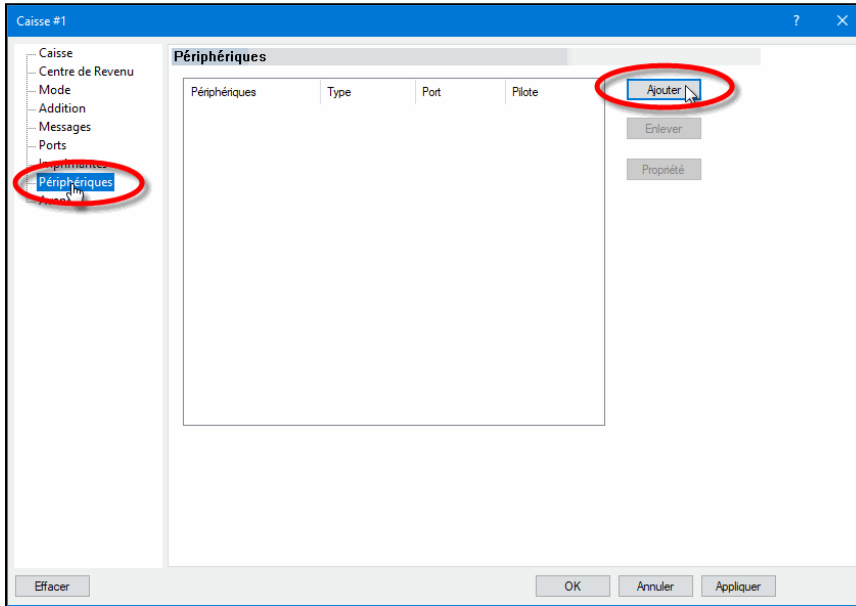 Caisse #1
?
Caisse
Centre de Revenu
Mode
Addition
Messages
Ports
Imprimantes
Périphériques
Périphériques
Périphériques Type Port Pilote
Ajouter
Enlever
Propriété
Effacer
OK Annuler Appliquer